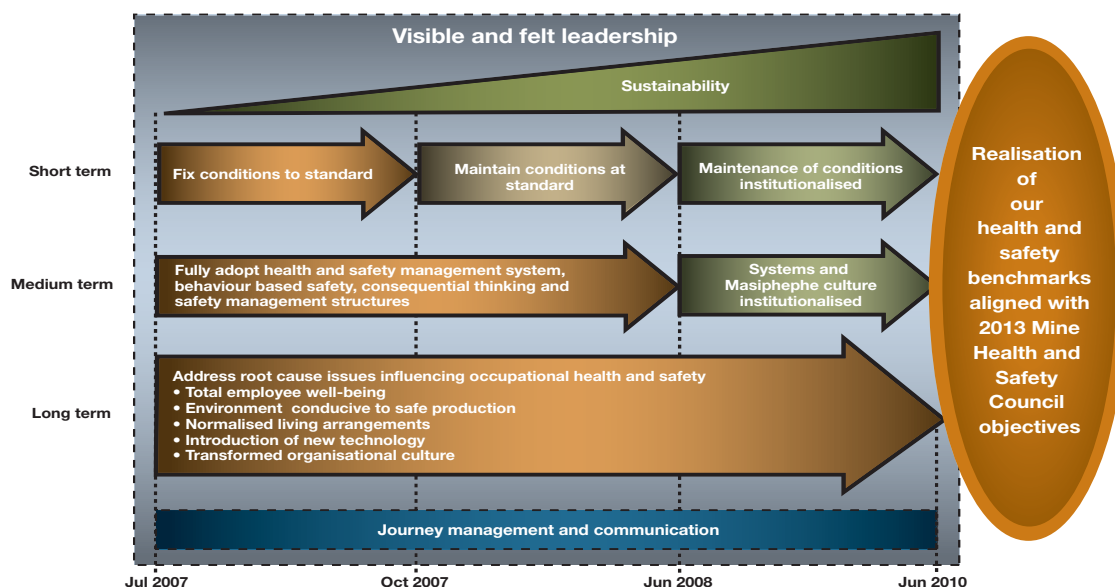 Visible and felt leadership
Sustainability
Short term
Fix conditions to standard
Maintain conditions at
standard
Maintenance of conditions
institutionalised
Medium term
Fully adopt health and safety management system,
behaviour based safety, consequential thinking and
safety management structures
Systems and
Masiphephe culture
institutionalised
Long term
Address root cause issues influencing occupational health and safety
• Total employee well-being
• Environment  conducive to safe production
• Normalised living arrangements
• Introduction of new technology
• Transformed organisational culture
Journey management and communication
Jul 2007
Oct 2007
Jun 2008
Jun 2010
Realisation
of
our
health and
safety
benchmarks
aligned with
2013 Mine
Health and
Safety
Council
objectives